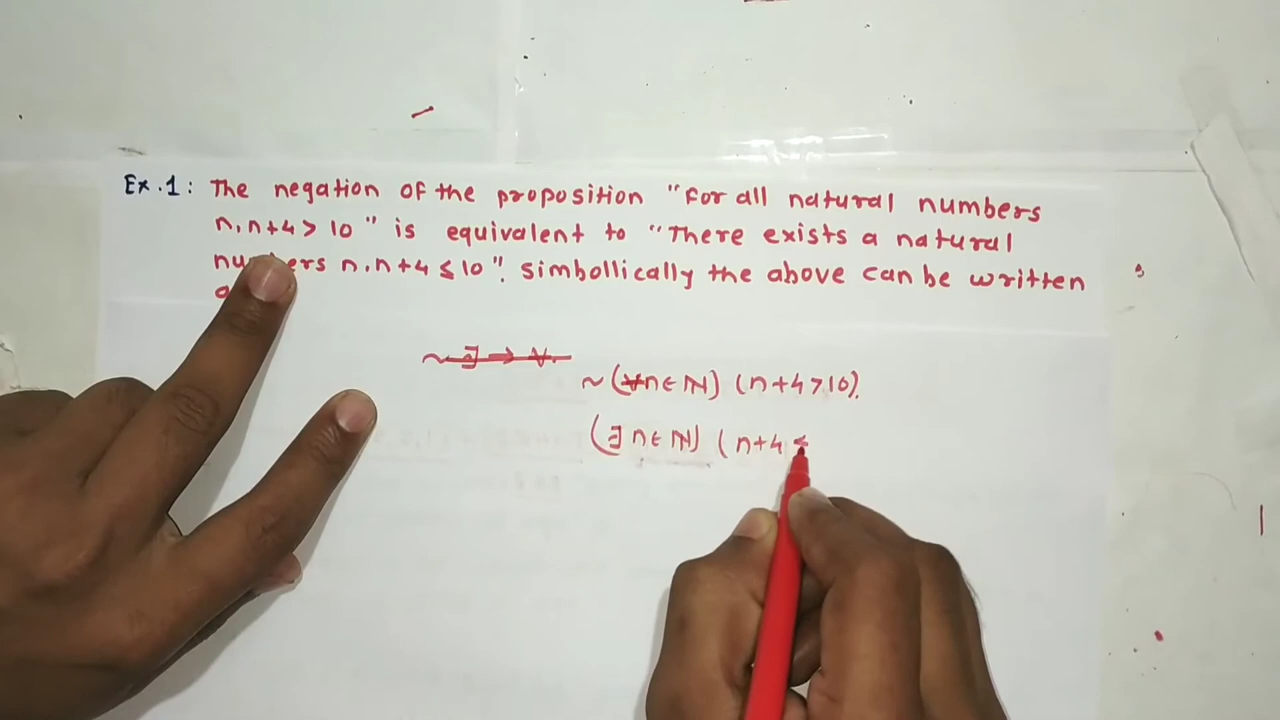 Ex.1: The negation of the proposition "For all natural numbers
n, n+4 > 10" is equivalent to "There exists a natural
numbers n, n+4 ≤ 10". simbollically the above can be written
~ ∃ → ∀.
~ (∀n ∈ ℕ) (n+4 > 10).
(∃ n ∈ ℕ) (n+4 ≤